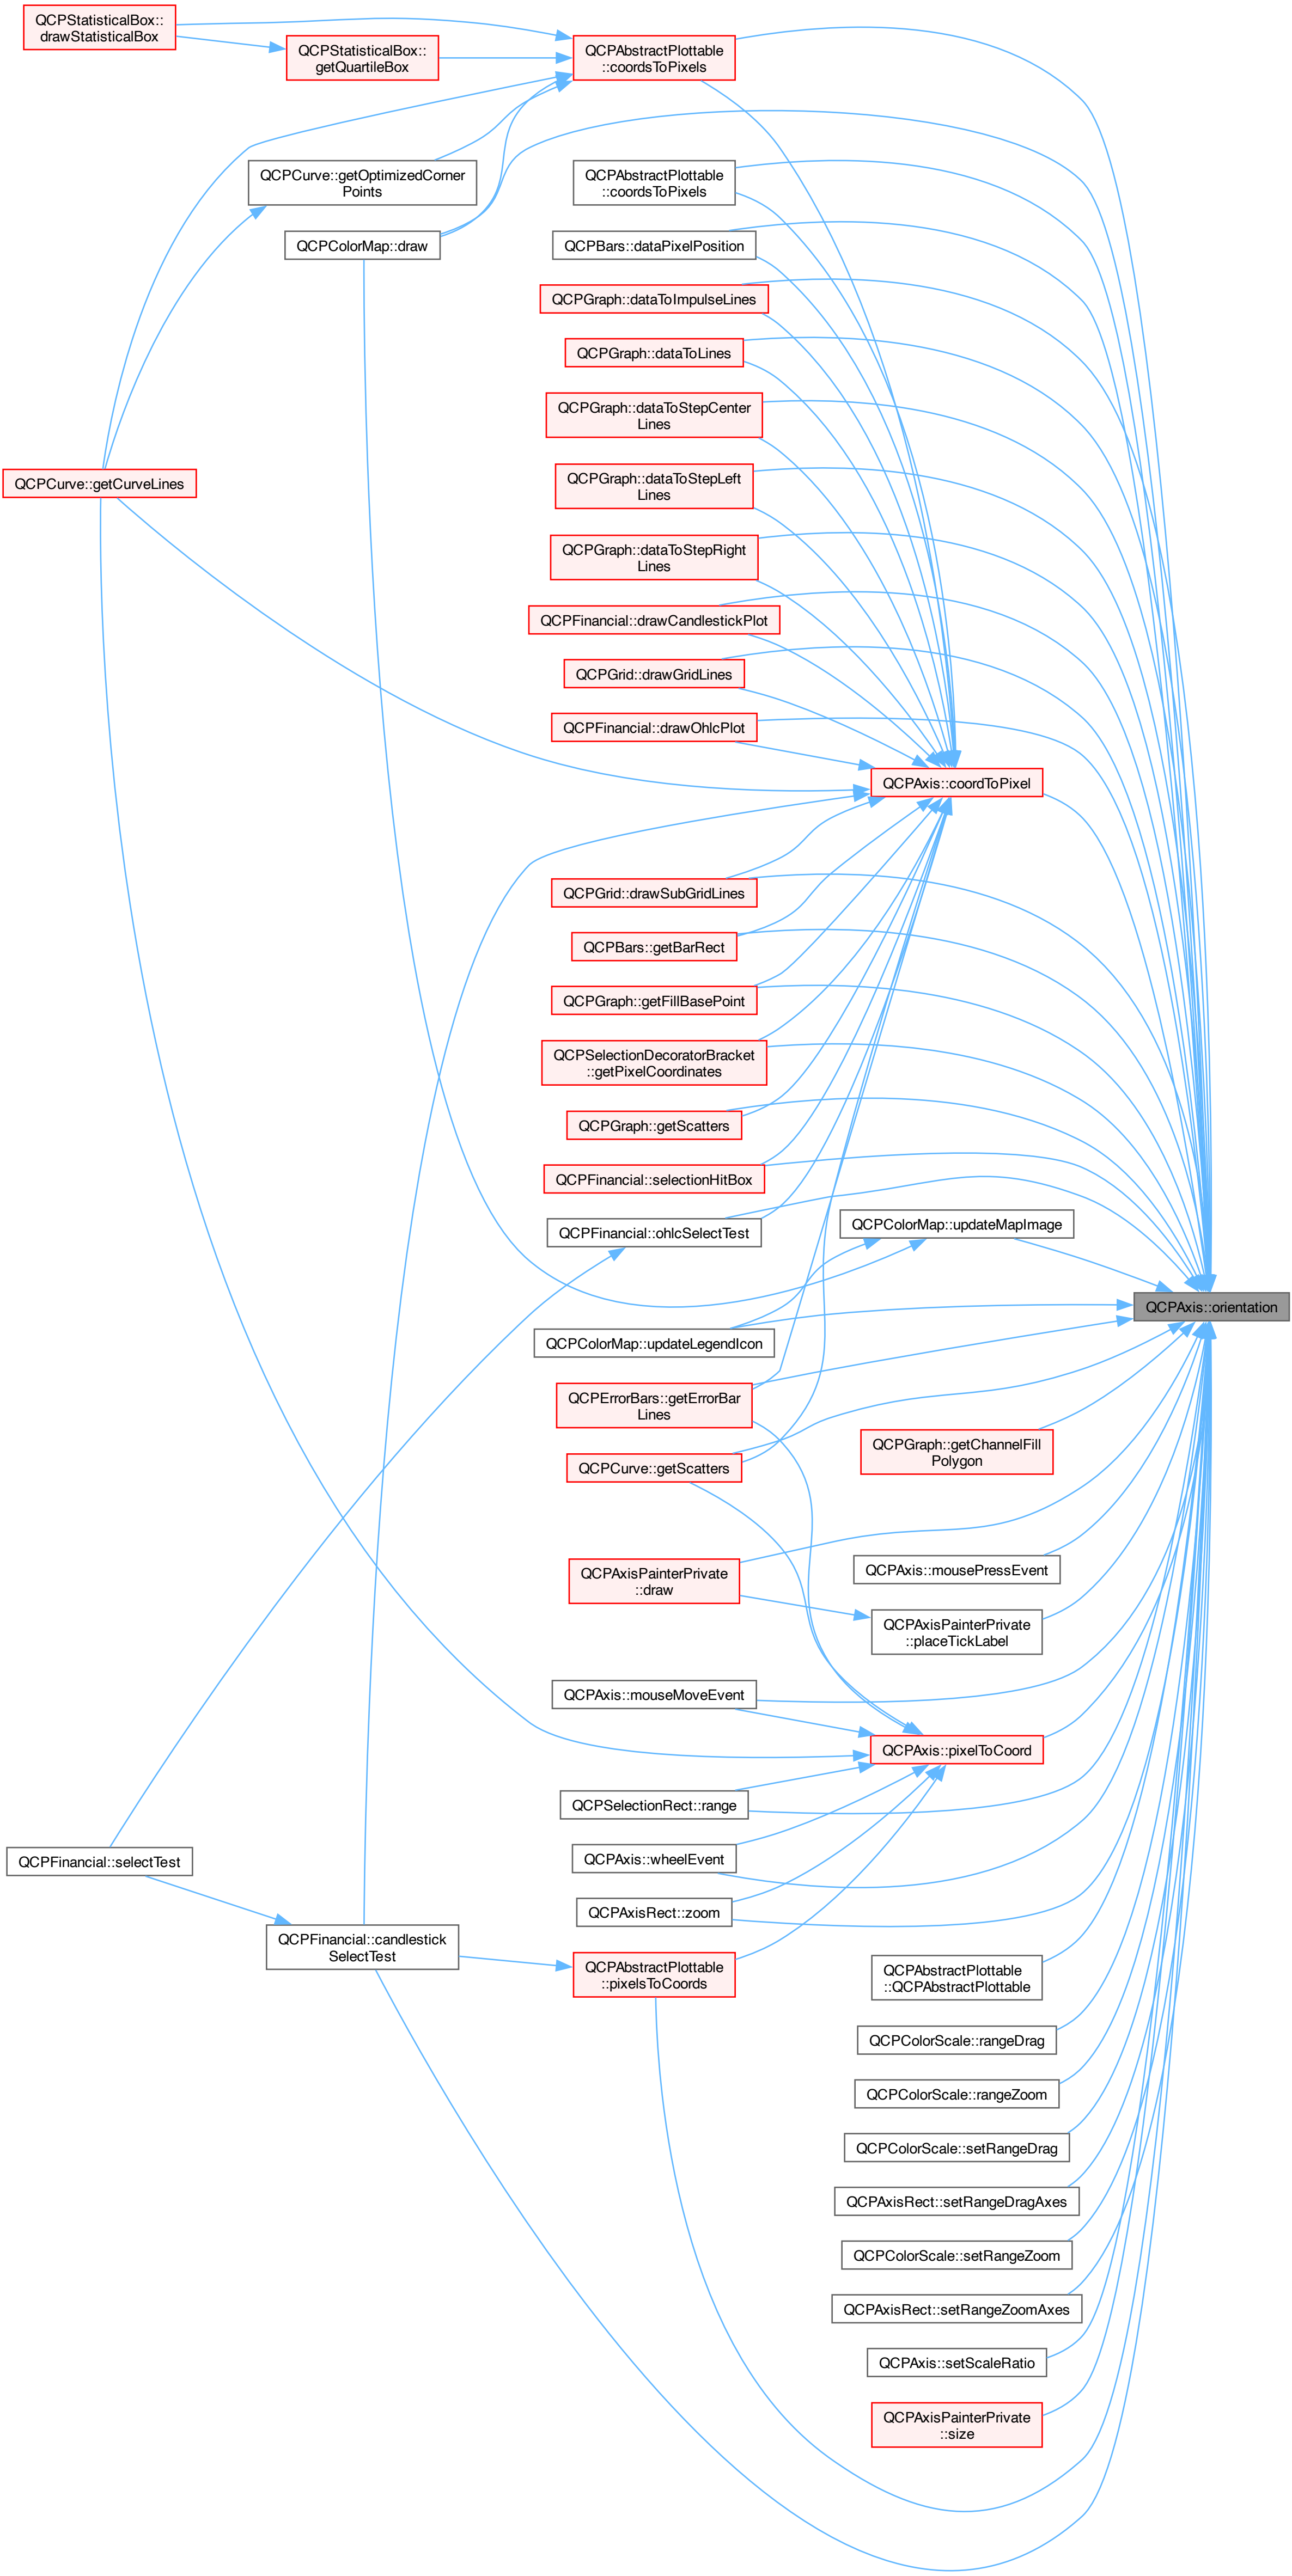 QCPStatisticalBox::
drawStatisticalBox
QCPStatisticalBox::
getQuartileBox
QCPAbstractPlottable
::coordsToPixels
QCPCurve::getOptimizedCorner
Points
QCPAbstractPlottable
::coordsToPixels
QCPColorMap::draw
QCPBars::dataPixelPosition
QCPGraph::dataToImpulseLines
QCPGraph::dataToLines
QCPGraph::dataToStepCenter
Lines
QCPCurve::getCurveLines
QCPGraph::dataToStepLeft
Lines
QCPGraph::dataToStepRight
Lines
QCPFinancial::drawCandlestickPlot
QCPGrid::drawGridLines
QCPFinancial::drawOhlcPlot
QCPAxis::coordToPixel
QCPGrid::drawSubGridLines
QCPBars::getBarRect
QCPGraph::getFillBasePoint
QCPSelectionDecoratorBracket
::getPixelCoordinates
QCPGraph::getScatters
QCPFinancial::selectionHitBox
QCPFinancial::ohlcSelectTest
QCPColorMap::updateMapImage
QCPAxis::orientation
QCPColorMap::updateLegendIcon
QCPErrorBars::getErrorBar
Lines
QCPGraph::getChannelFill
Polygon
QCPCurve::getScatters
QCPAxis::mousePressEvent
QCPAxisPainterPrivate
::draw
QCPAxisPainterPrivate
::placeTickLabel
QCPAxis::mouseMoveEvent
QCPAxis::pixelToCoord
QCPSelectionRect::range
QCPFinancial::selectTest
QCPAxis::wheelEvent
QCPAxisRect::zoom
QCPFinancial::candlestick
SelectTest
QCPAbstractPlottable
::pixelsToCoords
QCPAbstractPlottable
::QCPAbstractPlottable
QCPColorScale::rangeDrag
QCPColorScale::rangeZoom
QCPColorScale::setRangeDrag
QCPAxisRect::setRangeDragAxes
QCPColorScale::setRangeZoom
QCPAxisRect::setRangeZoomAxes
QCPAxis::setScaleRatio
QCPAxisPainterPrivate
::size